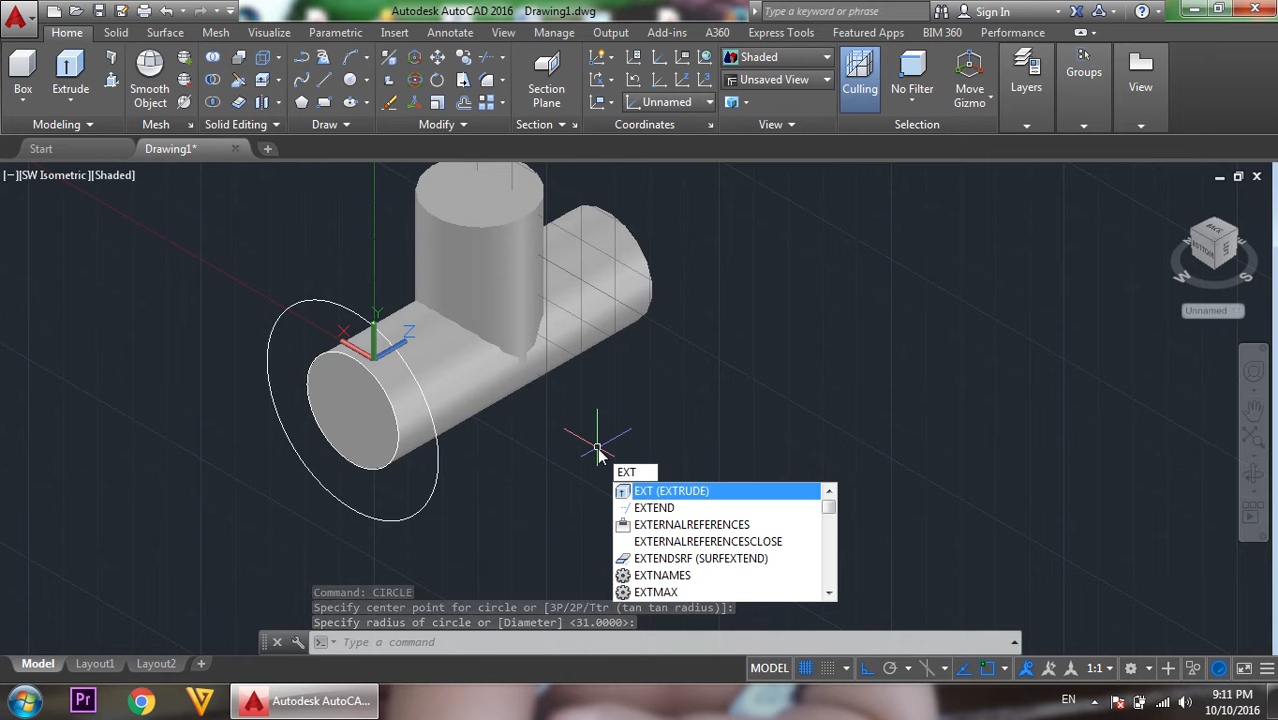 Autodesk AutoCAD 2016 Drawing1.dwg
Type a keyword or phrase
Sign In
Home Solid Surface Mesh Visualize Parametric Insert Annotate View Manage Output Add-ins A360 Express Tools Featured Apps BIM 360 Performance
Box
Extrude
Smooth Object
Section Plane
Shaded
Unsaved View
Unnamed
Culling
No Filter
Move Gizmo
Layers
Groups
View
Modeling Mesh Solid Editing Draw Modify Section Coordinates View Selection
Start Drawing1*
[−][SW Isometric][Shaded]
X
Y
Z
BACK
W
S
Unnamed
EXT
EXT (EXTRUDE)
EXTEND
EXTERNALREFERENCES
EXTERNALREFERENCESCLOSE
EXTENDSRF (SURFEXTEND)
EXTNAMES
EXTMAX
Command: CIRCLE
Specify center point for circle or [3P/2P/Ttr (tan tan radius)]:
Specify radius of circle or [Diameter] <31.0000>:
Type a command
Model Layout1 Layout2
MODEL
1:1
Pr
Autodesk AutoCA...
EN
9:11 PM
10/10/2016